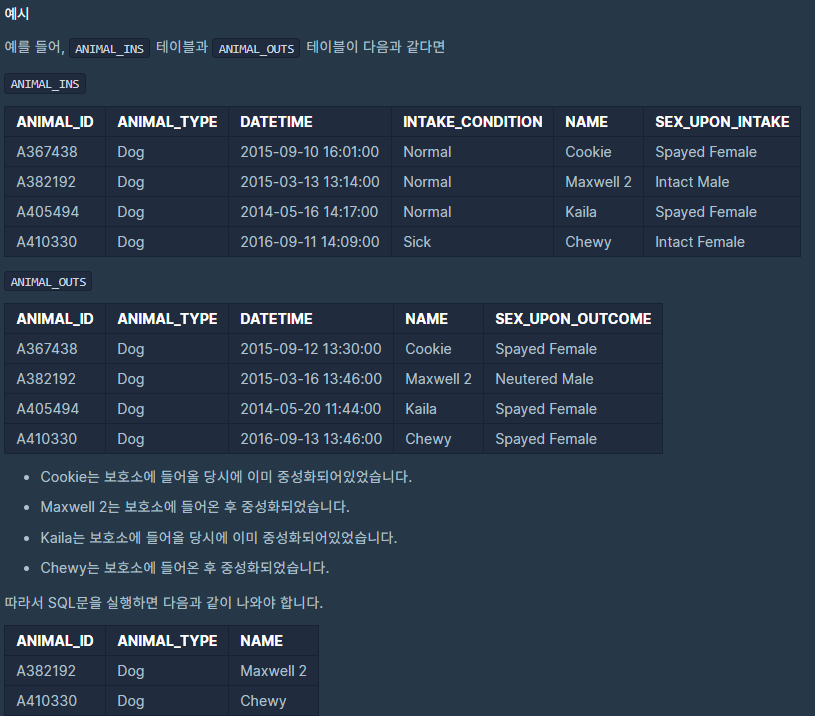 예시
예를 들어, ANIMAL_INS 테이블과 ANIMAL_OUTS 테이블이 다음과 같다면
ANIMAL_INS
ANIMAL_ID ANIMAL_TYPE DATETIME INTAKE_CONDITION NAME SEX_UPON_INTAKE
A367438 Dog 2015-09-10 16:01:00 Normal Cookie Spayed Female
A382192 Dog 2015-03-13 13:14:00 Normal Maxwell 2 Intact Male
A405494 Dog 2014-05-16 14:17:00 Normal Kaila Spayed Female
A410330 Dog 2016-09-11 14:09:00 Sick Chewy Intact Female
ANIMAL_OUTS
ANIMAL_ID ANIMAL_TYPE DATETIME NAME SEX_UPON_OUTCOME
A367438 Dog 2015-09-12 13:30:00 Cookie Spayed Female
A382192 Dog 2015-03-16 13:46:00 Maxwell 2 Neutered Male
A405494 Dog 2014-05-20 11:44:00 Kaila Spayed Female
A410330 Dog 2016-09-13 13:46:00 Chewy Spayed Female
• Cookie는 보호소에 들어올 당시에 이미 중성화되어있었습니다.
• Maxwell 2는 보호소에 들어온 후 중성화되었습니다.
• Kaila는 보호소에 들어올 당시에 이미 중성화되어있었습니다.
• Chewy는 보호소에 들어온 후 중성화되었습니다.
따라서 SQL문을 실행하면 다음과 같이 나와야 합니다.
ANIMAL_ID ANIMAL_TYPE NAME
A382192 Dog Maxwell 2
A410330 Dog Chewy